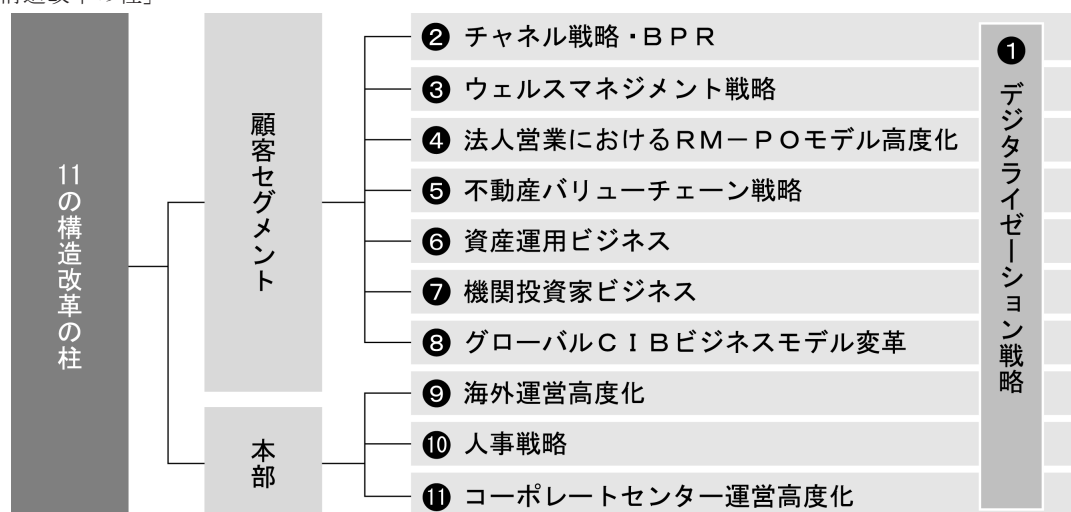 11の構造改革の柱
顧客セグメント
❷ チャネル戦略・ＢＰＲ
❸ ウェルスマネジメント戦略
❹ 法人営業におけるＲＭ－ＰＯモデル高度化
❺ 不動産バリューチェーン戦略
❻ 資産運用ビジネス
❼ 機関投資家ビジネス
❽ グローバルＣＩＢビジネスモデル変革
本部
❾ 海外運営高度化
❿ 人事戦略
⓫ コーポレートセンター運営高度化
❶ デジタライゼーション戦略